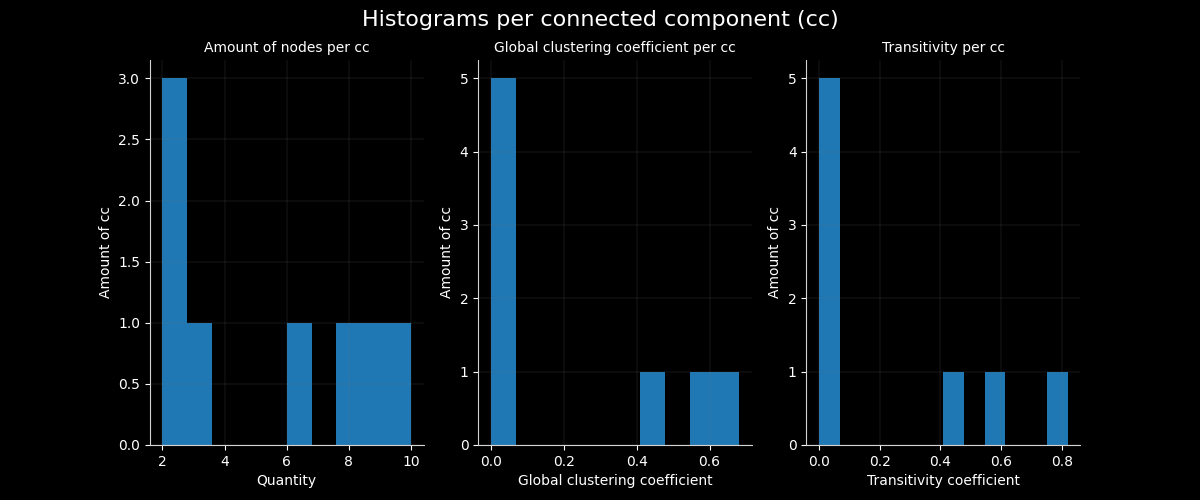 Histograms per connected component (cc)
Amount of nodes per cc
Amount of cc
3.0
2.5
2.0
1.5
1.0
0.5
0.0
2 4 6 8 10
Quantity
Global clustering coefficient per cc
Amount of cc
5
4
3
2
1
0
0.0 0.2 0.4 0.6
Global clustering coefficient
Transitivity per cc
Amount of cc
5
4
3
2
1
0
0.0 0.2 0.4 0.6 0.8
Transitivity coefficient